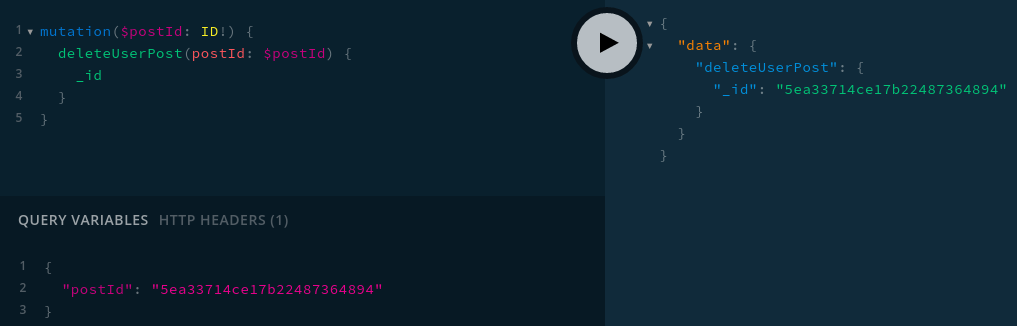 1 mutation($postId: ID!) {
2 deleteUserPost(postId: $postId) {
3 _id
4 }
5 }
QUERY VARIABLES HTTP HEADERS (1)
1 {
2 "postId": "5ea33714ce17b22487364894"
3 }
{
"data": {
"deleteUserPost": {
"_id": "5ea33714ce17b22487364894"
}
}
}